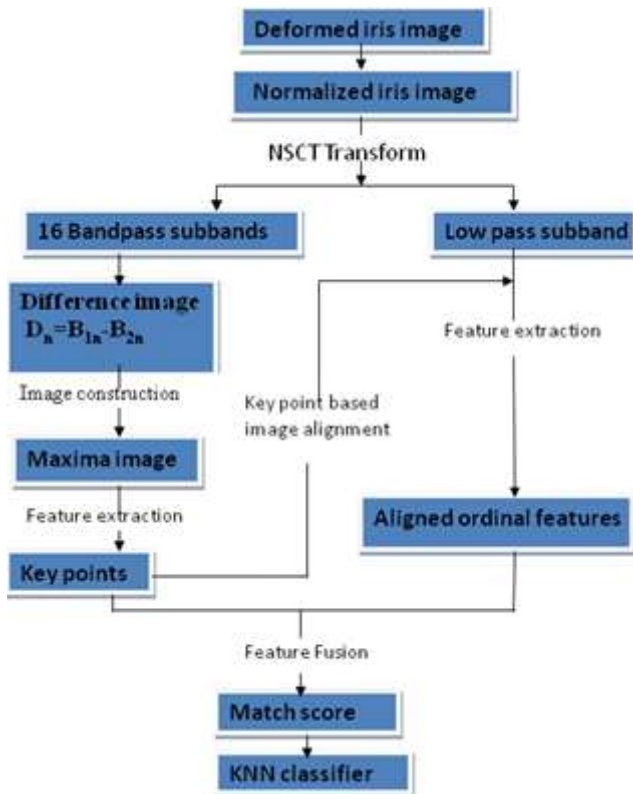 Deformed iris image
Normalized iris image
NSCT Transform
16 Bandpass subbands
Low pass subband
Difference image
Dₙ=B₁ₙ-B₂ₙ
Feature extraction
Image construction
Key point based
image alignment
Maxima image
Feature extraction
Aligned ordinal features
Key points
Feature Fusion
Match score
KNN classifier